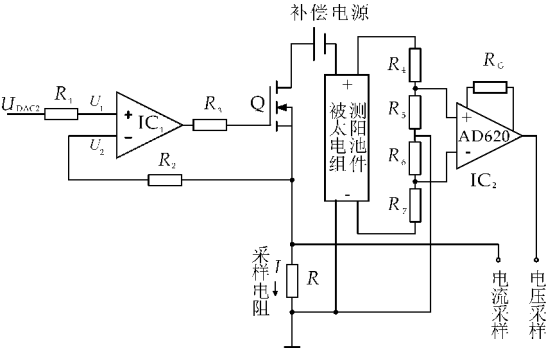 补偿电源
U_DAC2
R₁
U₁
U₂
+
-
IC₁
R₂
R₃
Q
+
被测太阳电池组件
-
R₄
R₅
R₆
R₇
R_G
+
AD620
-
IC₂
采样电阻
I
R
电流采样
电压采样